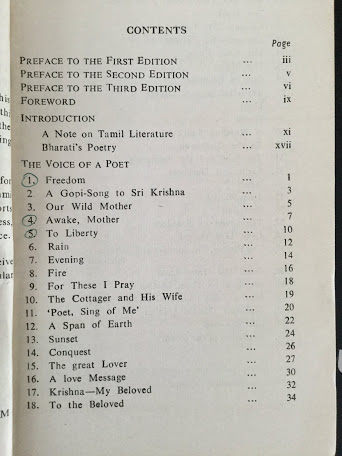 CONTENTS
Page
PREFACE TO THE FIRST EDITION ... iii
PREFACE TO THE SECOND EDITION ... v
PREFACE TO THE THIRD EDITION ... vi
FOREWORD ... ix
INTRODUCTION
A Note on Tamil Literature ... xi
Bharati's Poetry ... xvii
THE VOICE OF A POET
1. Freedom ... 1
2. A Gopi-Song to Sri Krishna ... 3
3. Our Wild Mother ... 5
4. Awake, Mother ... 7
5. To Liberty ... 10
6. Rain ... 12
7. Evening ... 14
8. Fire ... 16
9. For These I Pray ... 18
10. The Cottager and His Wife ... 19
11. 'Poet, Sing of Me' ... 20
12. A Span of Earth ... 22
13. Sunset ... 24
14. Conquest ... 26
15. The great Lover ... 27
16. A love Message ... 30
17. Krishna—My Beloved ... 32
18. To the Beloved ... 34